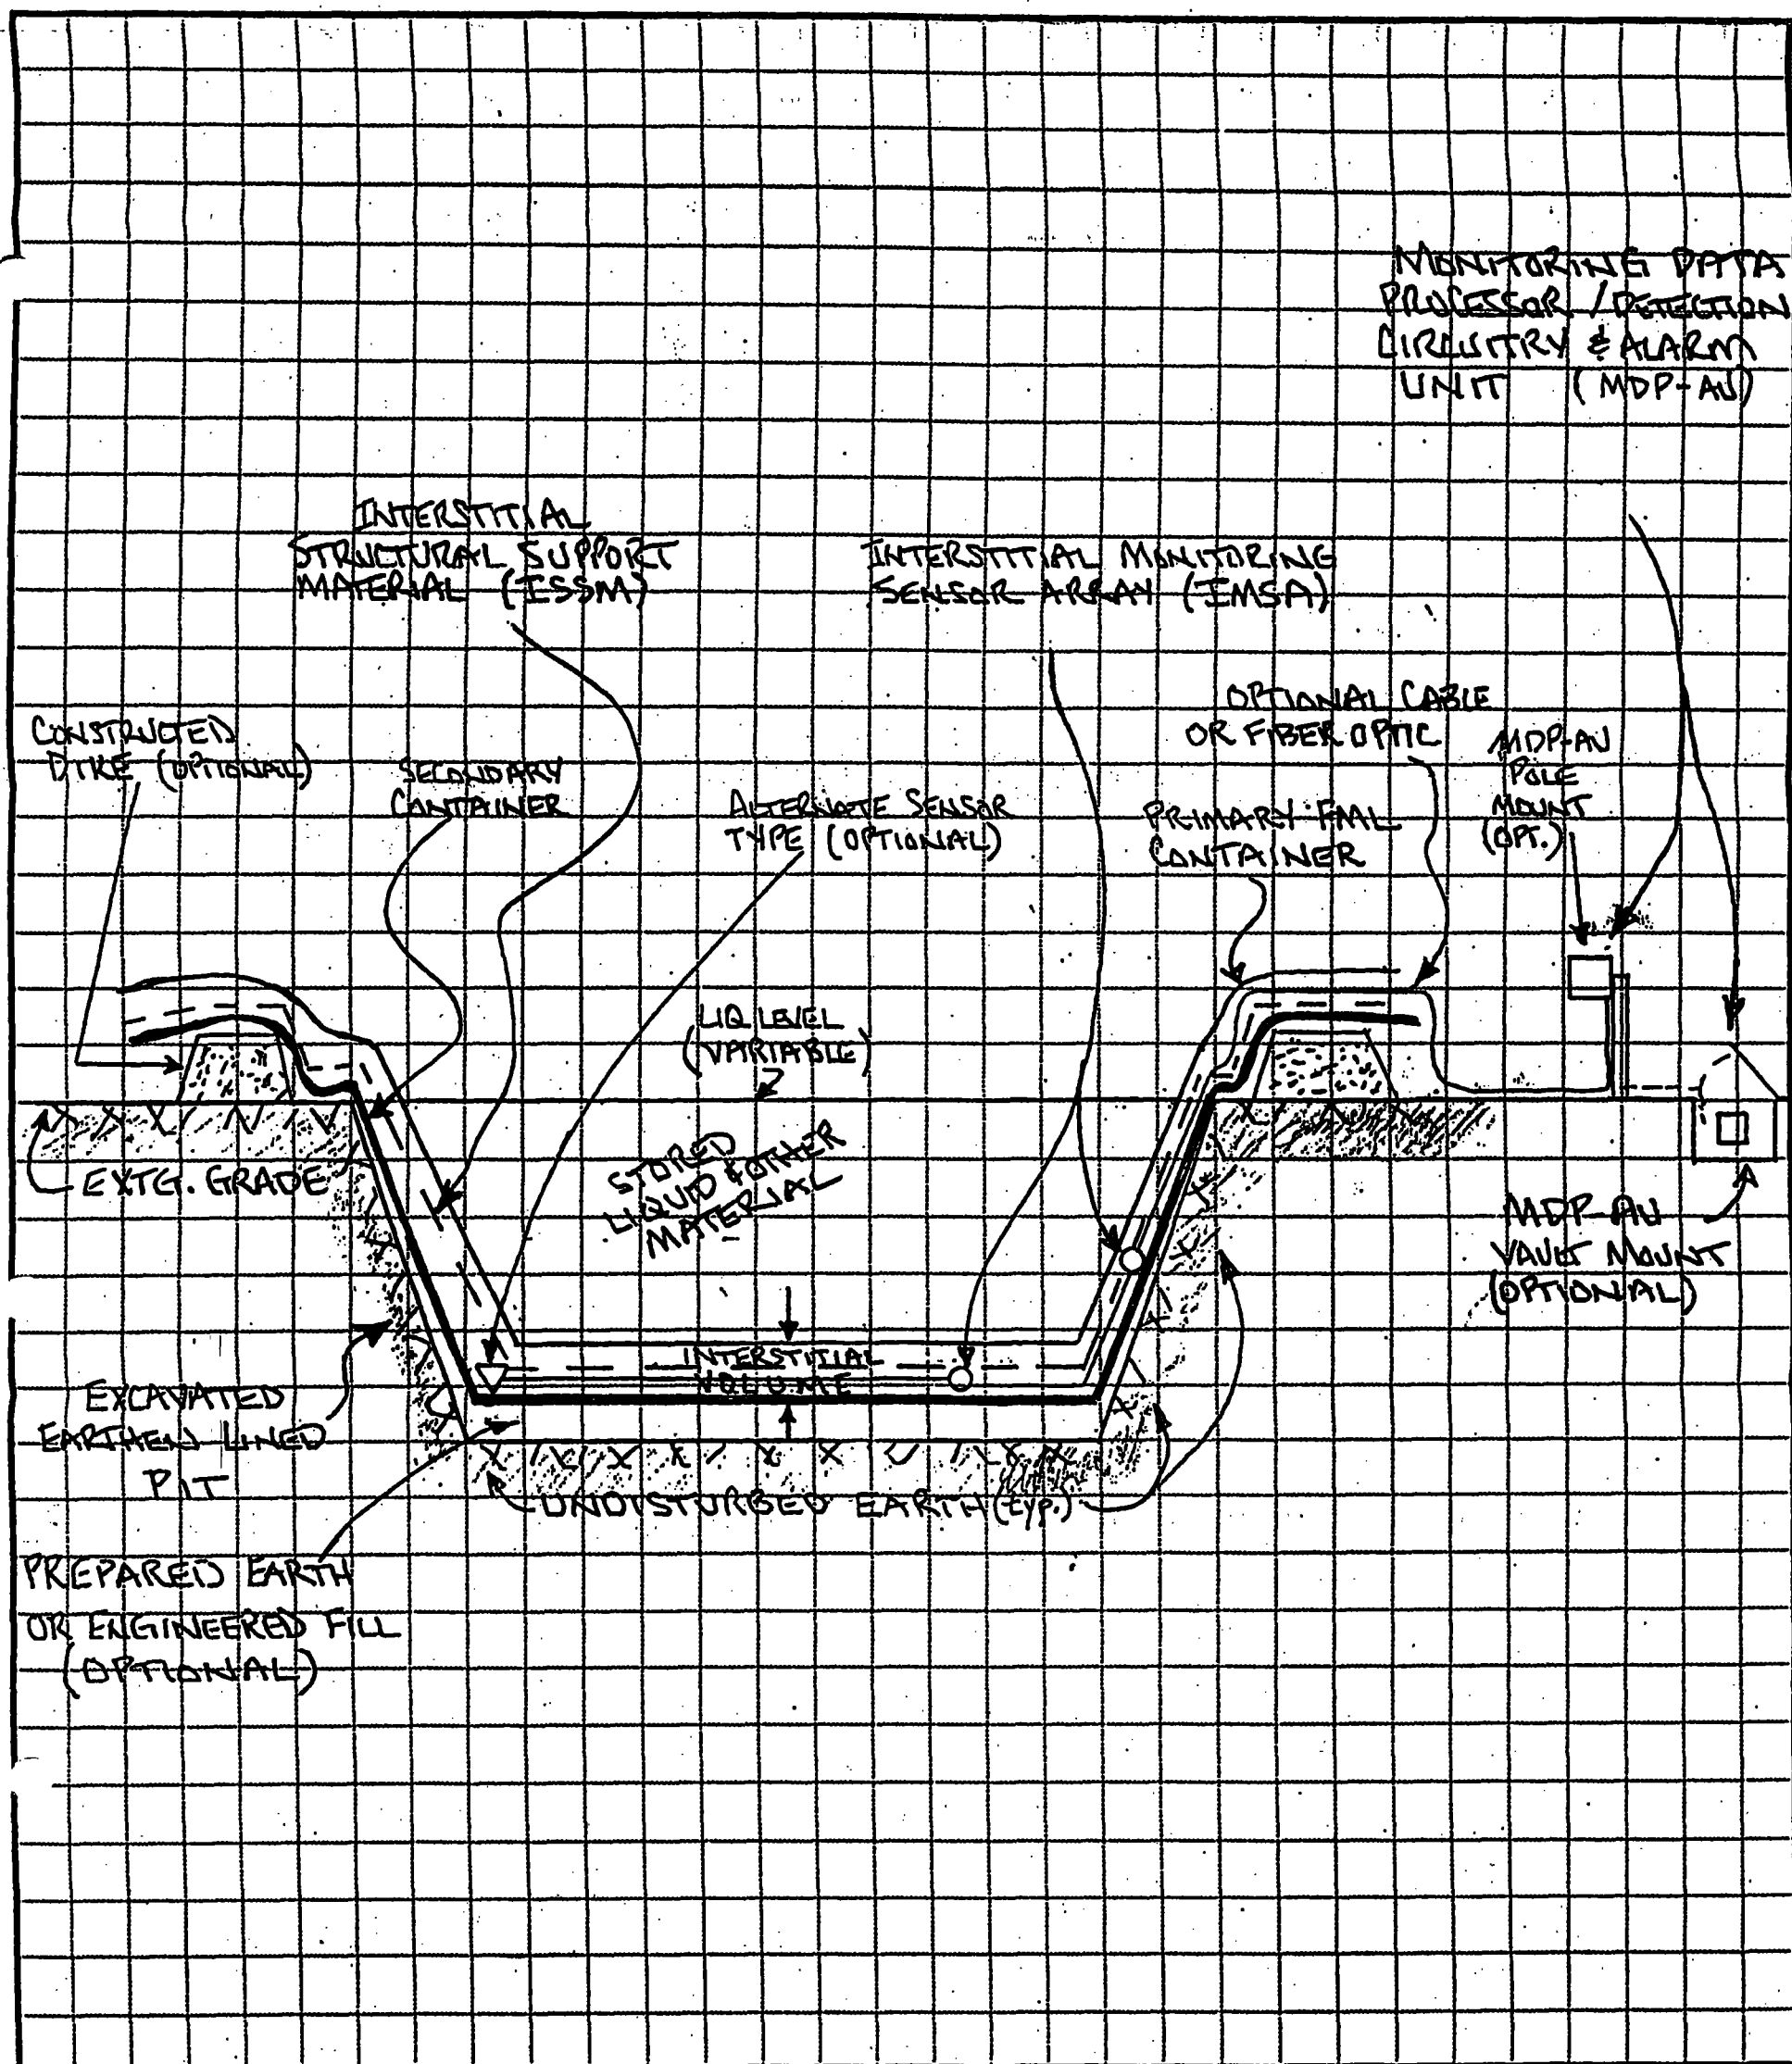 MONITORING DATA
PROCESSOR / DETECTION
CIRCUITRY & ALARM
UNIT (MDP-AU)
INTERSTITIAL
STRUCTURAL SUPPORT
MATERIAL (ISSM)
INTERSTITIAL MONITORING
SENSOR ARRAY (IMSA)
OPTIONAL CABLE
OR FIBER OPTIC
MDP-AU
POLE
MOUNT
(OPT.)
CONSTRUCTED
DIKE (OPTIONAL)
SECONDARY
CONTAINER
ALTERNATE SENSOR
TYPE (OPTIONAL)
PRIMARY FML
CONTAINER
LIQ. LEVEL
(VARIABLE)
STORED
LIQUID & OTHER
MATERIAL
EXTG. GRADE
MDP-AU
VAULT MOUNT
(OPTIONAL)
INTERSTITIAL
VOLUME
EXCAVATED
EARTHEN LINED
PIT
UNDISTURBED EARTH (typ.)
PREPARED EARTH
OR ENGINEERED FILL
(OPTIONAL)